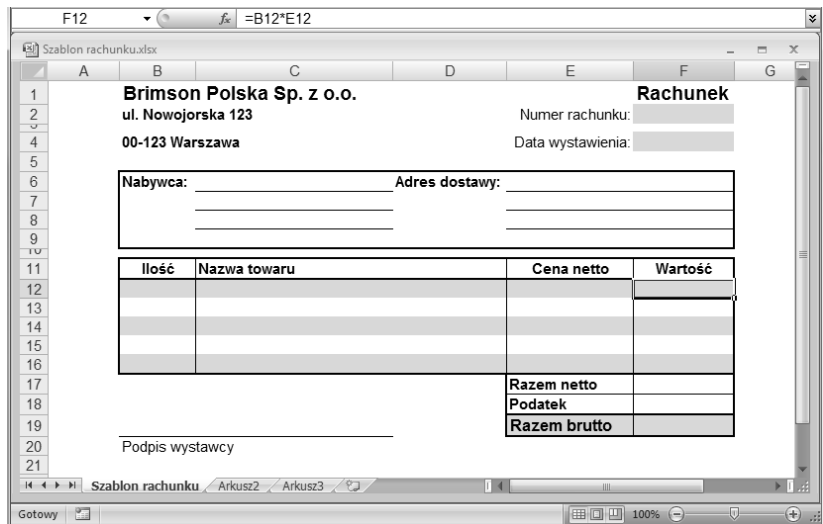 F12 fx =B12*E12
Szablon rachunku.xlsx
A B C D E F G
1 Brimson Polska Sp. z o.o. Rachunek
2 ul. Nowojorska 123 Numer rachunku:
3
4 00-123 Warszawa Data wystawienia:
5
6 Nabywca: Adres dostawy:
7
8
9
10
11 Ilość Nazwa towaru Cena netto Wartość
12
13
14
15
16
17 Razem netto
18 Podatek
19 Razem brutto
20 Podpis wystawcy
21
Szablon rachunku Arkusz2 Arkusz3
Gotowy 100%